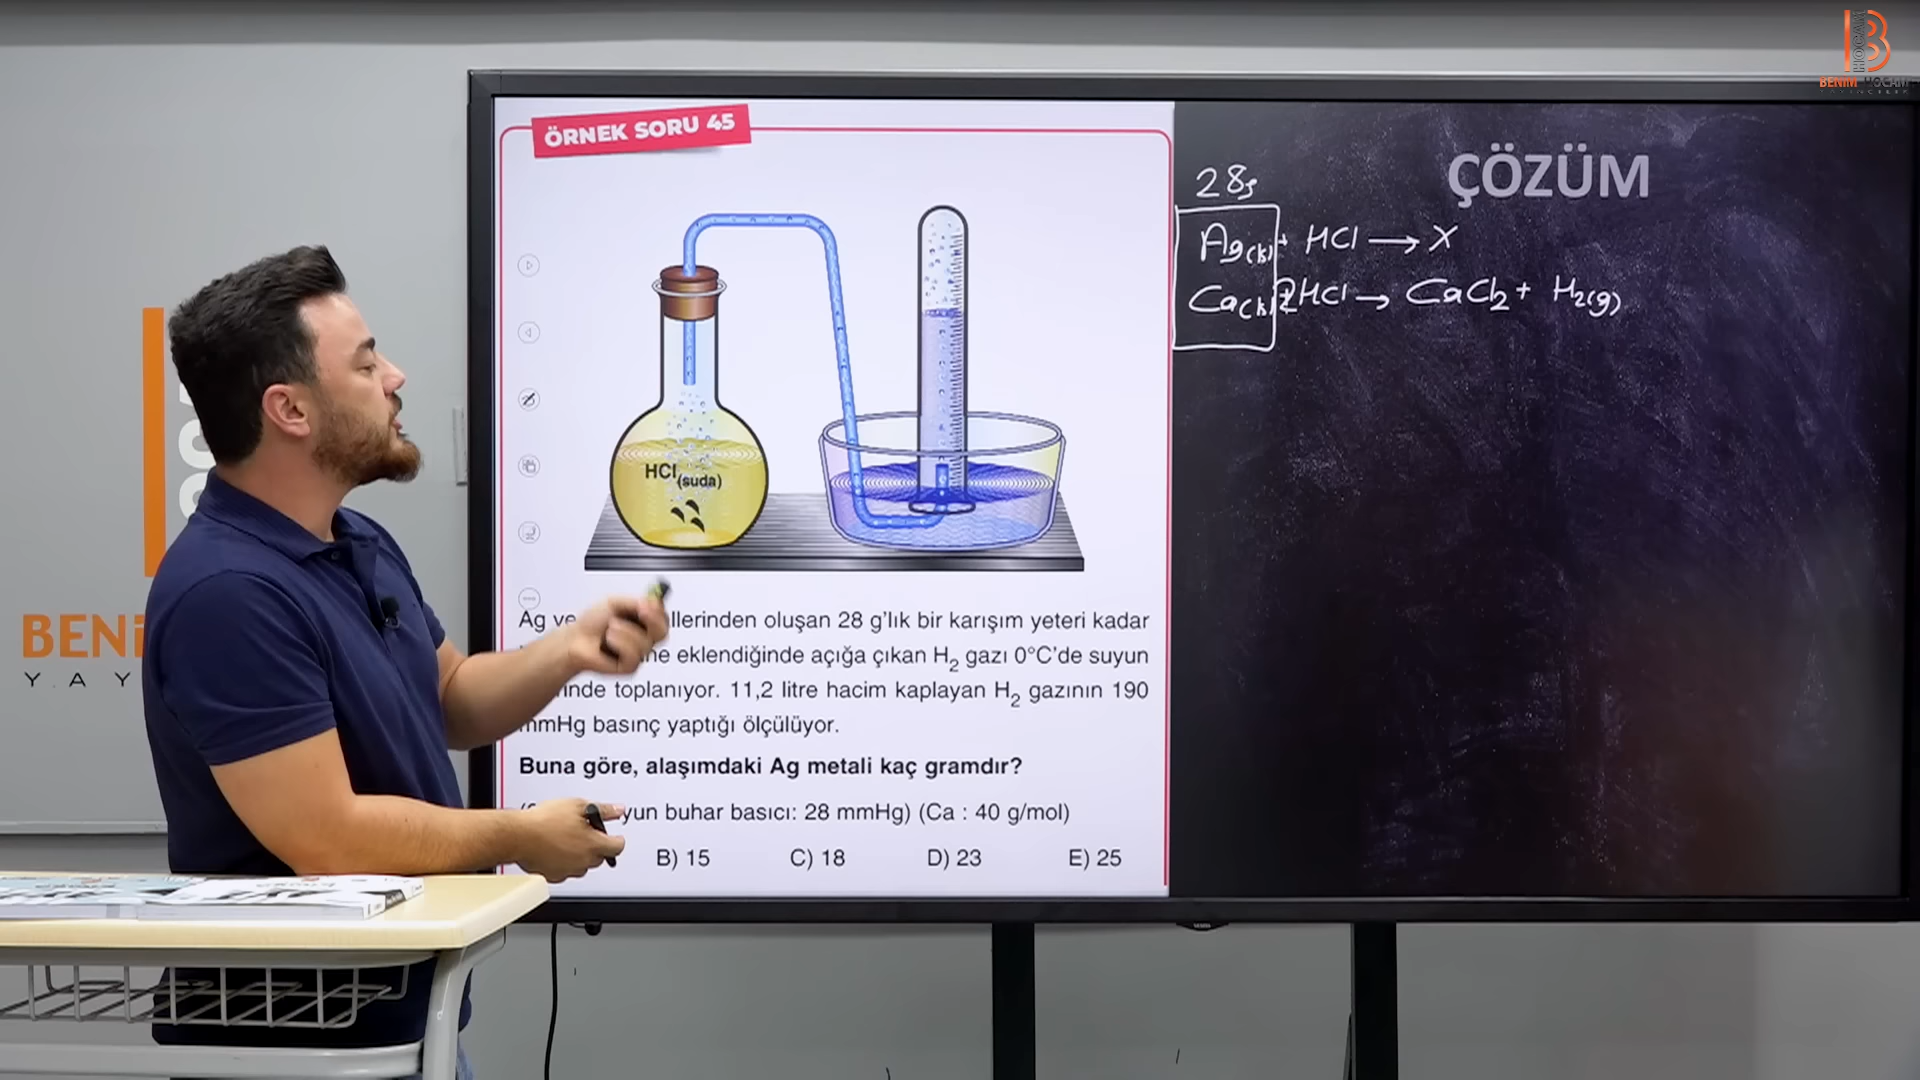 BENİM HOCAM
YAYINCILIK
ÖRNEK SORU 45
ÇÖZÜM
28g
Ag(k) + HCl → X
Ca(k) + 2HCl → CaCl2 + H2(g)
HCl(suda)
Ag ve llerinden oluşan 28 g'lık bir karışım yeteri kadar
ne eklendiğinde açığa çıkan H2 gazı 0°C'de suyun
inde toplanıyor. 11,2 litre hacim kaplayan H2 gazının 190
mmHg basınç yaptığı ölçülüyor.
Buna göre, alaşımdaki Ag metali kaç gramdır?
yun buhar basıcı: 28 mmHg) (Ca : 40 g/mol)
B) 15 C) 18 D) 23 E) 25
BENİ
YAY